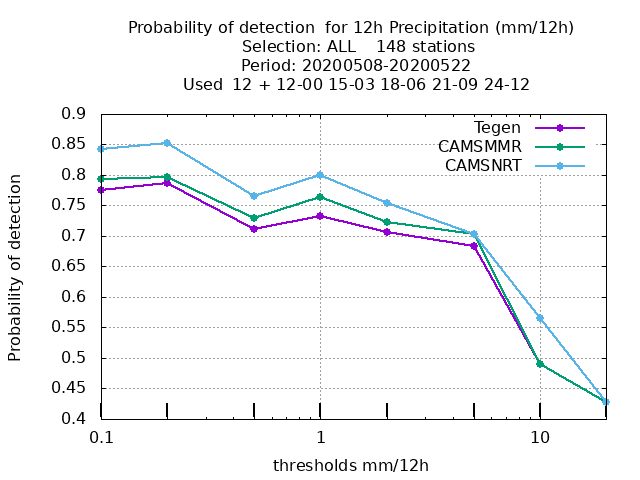 Probability of detection  for 12h Precipitation (mm/12h)
Selection: ALL    148 stations
Period: 20200508-20200522
Used  12 + 12-00 15-03 18-06 21-09 24-12
Tegen
CAMSMMR
CAMSNRT
0.9
0.85
0.8
0.75
0.7
0.65
0.6
0.55
0.5
0.45
0.4
Probability of detection
0.1 1 10
thresholds mm/12h